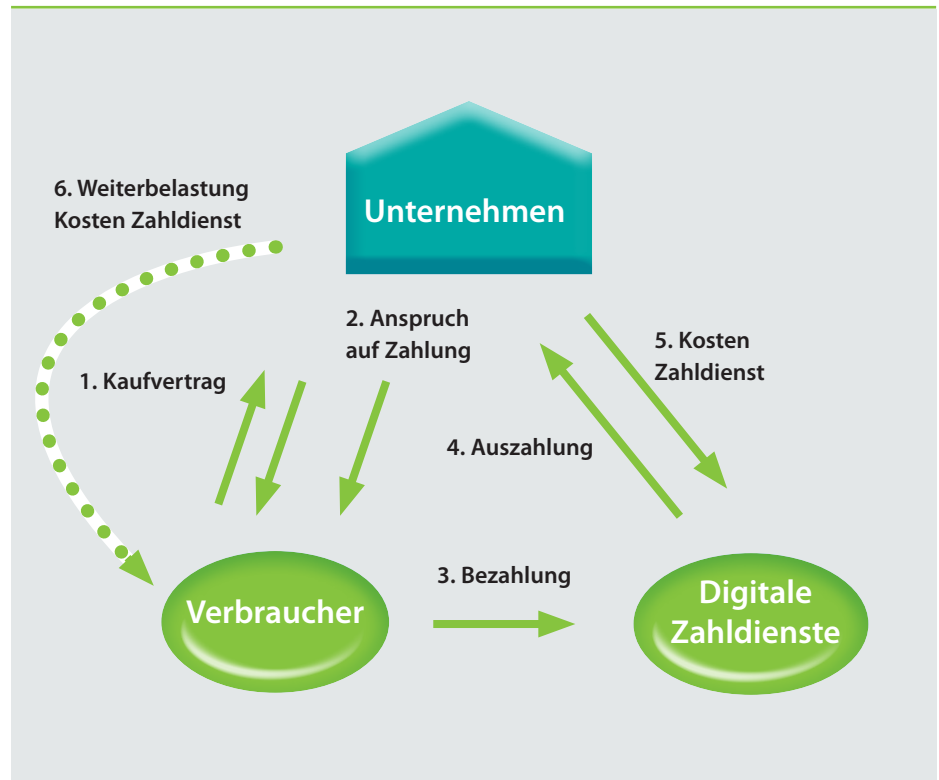 6. Weiterbelastung
Kosten Zahldienst
Unternehmen
2. Anspruch
auf Zahlung
5. Kosten
Zahldienst
1. Kaufvertrag
4. Auszahlung
3. Bezahlung
Verbraucher
Digitale
Zahldienste